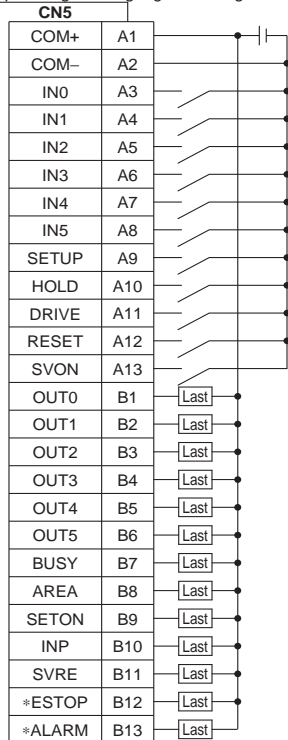 CN5
COM+ A1
COM– A2
IN0 A3
IN1 A4
IN2 A5
IN3 A6
IN4 A7
IN5 A8
SETUP A9
HOLD A10
DRIVE A11
RESET A12
SVON A13
OUT0 B1 Last
OUT1 B2 Last
OUT2 B3 Last
OUT3 B4 Last
OUT4 B5 Last
OUT5 B6 Last
BUSY B7 Last
AREA B8 Last
SETON B9 Last
INP B10 Last
SVRE B11 Last
*ESTOP B12 Last
*ALARM B13 Last